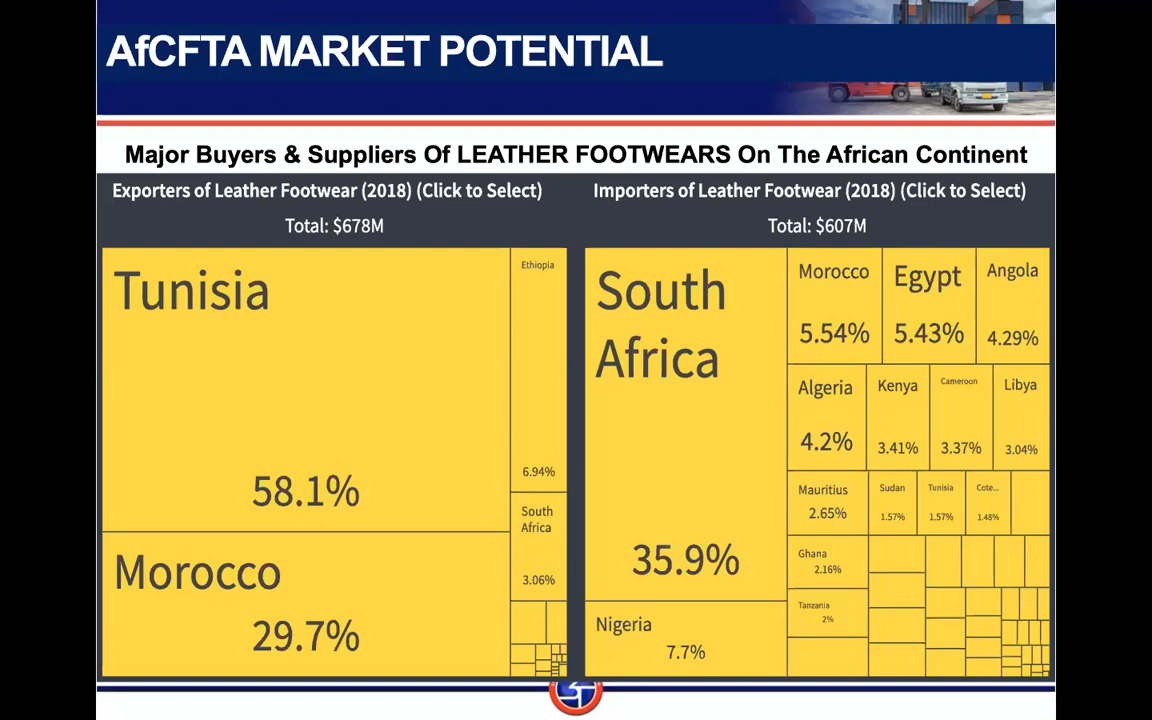 AfCFTA MARKET POTENTIAL
Major Buyers & Suppliers Of LEATHER FOOTWEARS On The African Continent
Exporters of Leather Footwear (2018) (Click to Select)
Total: $678M
Tunisia
58.1%
Morocco
29.7%
Ethiopia
6.94%
South
Africa
3.06%
Importers of Leather Footwear (2018) (Click to Select)
Total: $607M
South
Africa
35.9%
Nigeria
7.7%
Morocco
5.54%
Egypt
5.43%
Angola
4.29%
Algeria
4.2%
Kenya
3.41%
Cameroon
3.37%
Libya
3.04%
Mauritius
2.65%
Sudan
1.57%
Tunisia
1.57%
Cote...
1.48%
Ghana
2.16%
Tanzania
2%